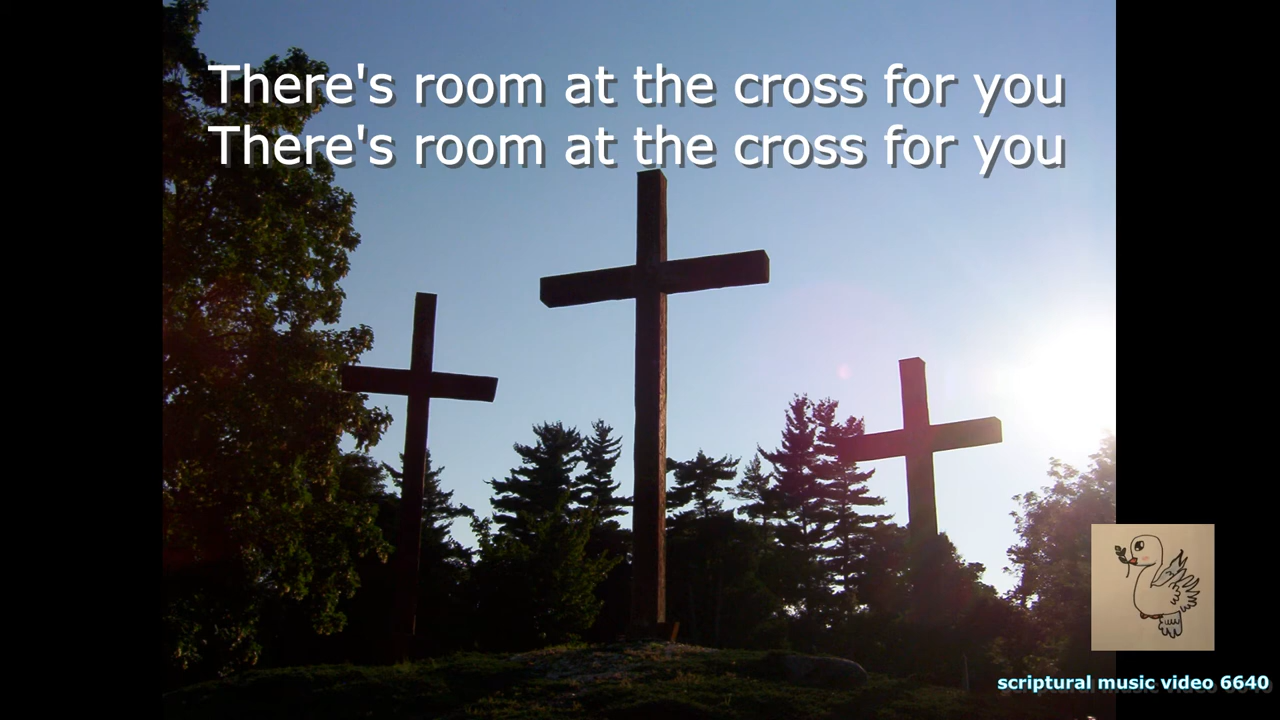 There's room at the cross for you
There's room at the cross for you
scriptural music video 6640